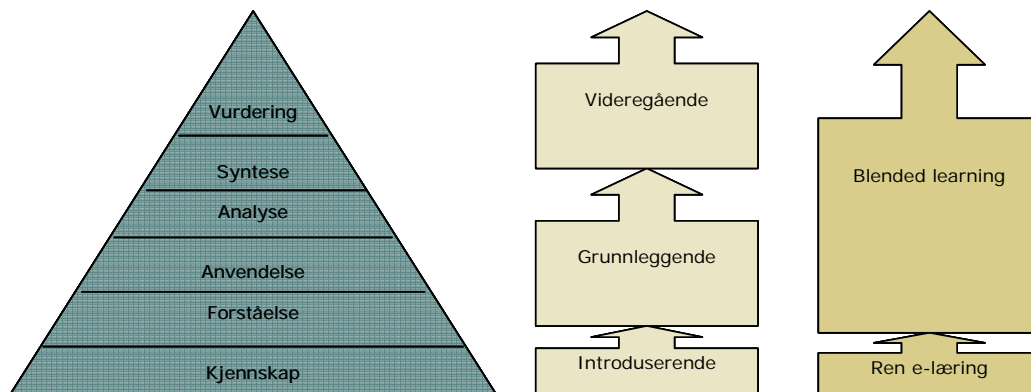 Vurdering
Syntese
Analyse
Anvendelse
Forståelse
Kjennskap
Videregående
Grunnleggende
Introduserende
Blended learning
Ren e-læring